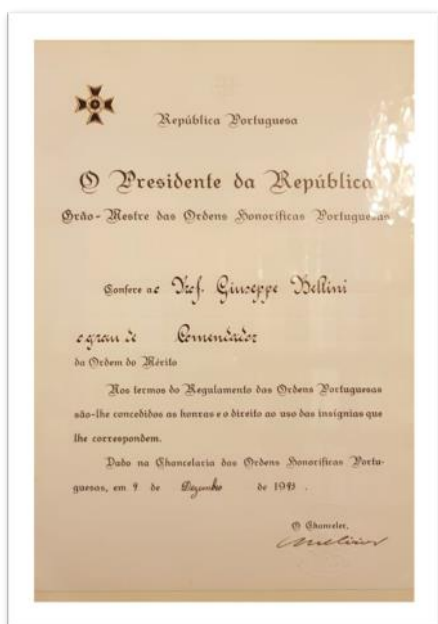 República Portuguesa
O Presidente da República
Grão-Mestre das Ordens Honoríficas Portuguesas
Confere ao Prof. Giuseppe Bellini
o grau de Comendador
da Ordem do Mérito
Nos termos do Regulamento das Ordens Portuguesas
são-lhe concedidos as honras e o direito ao uso das insígnias que
lhe correspondem.
Dado na Chancelaria das Ordens Honoríficas Portu-
guesas, em 9 de Dezembro de
O Chanceler,